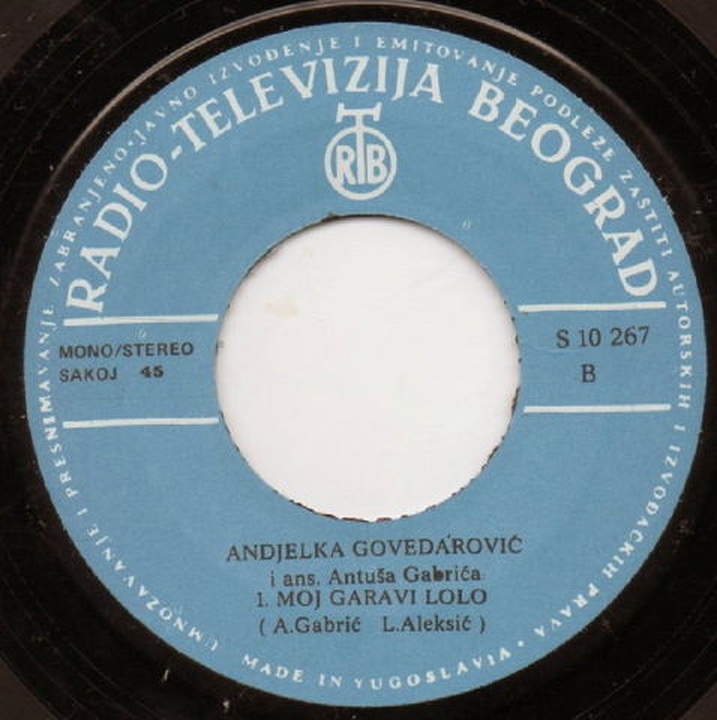 UMNOŽAVANJE I PRESNIMAVANJE ZABRANJENO • JAVNO IZVOĐENJE I EMITOVANJE PODLEŽE ZAŠTITI AUTORSKIH I IZVOĐAČKIH PRAVA •
RADIO-TELEVIZIJA BEOGRAD
RTB
MONO/STEREO
SAKOJ 45
S 10 267
B
ANDJELKA GOVEDAROVIĆ
i ans. Antuša Gabrića
1. MOJ GARAVI LOLO
( A.Gabrić L.Aleksić )
MADE IN YUGOSLAVIA